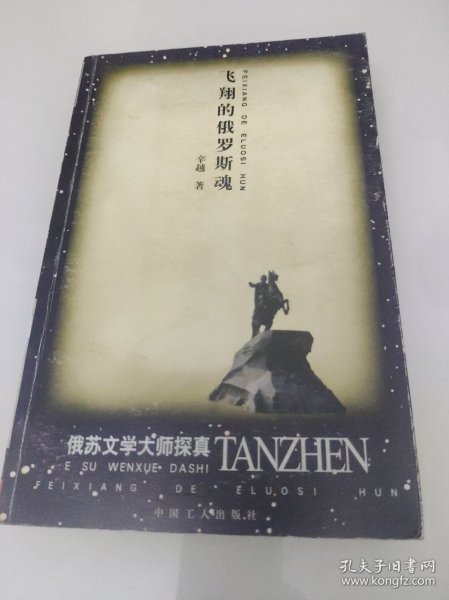 飞翔的俄罗斯魂
FEIXIANG DE ELUOSI HUN
辛越 著
俄苏文学大师探真 TANZHEN
E SU WENXUE DASHI
FEIXIANG DE ELUOSI HUN
中国工人出版社
孔夫子旧书网
www.kongfz.com